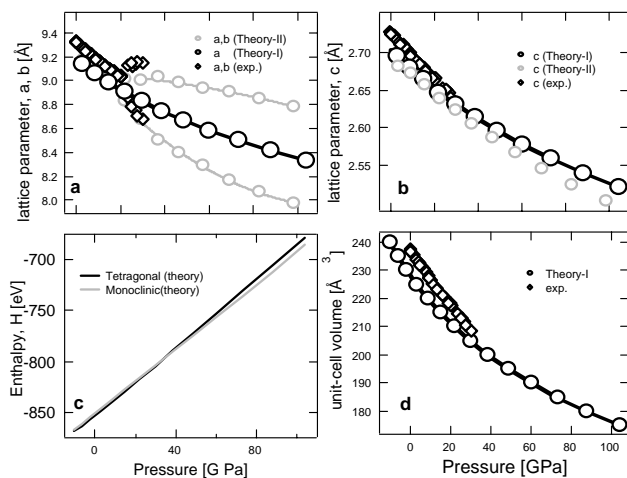 lattice parameter, a, b [Å]
9.4
9.2
9.0
8.8
8.6
8.4
8.2
8.0
a,b (Theory-II)
a (Theory-I)
a,b (exp.)
a
lattice parameter, c [Å]
2.70
2.65
2.60
2.55
c (Theory-I)
c (Theory-II)
c (exp.)
b
Enthalpy, H [eV]
-700
-750
-800
-850
Tetragonal (theory)
Monoclinic(theory)
c
0 40 60 80
Pressure [G Pa]
unit-cell volume [Å 3]
240
230
220
210
200
190
180
Theory-I
exp.
d
0 20 40 60 80 100
Pressure [GPa]